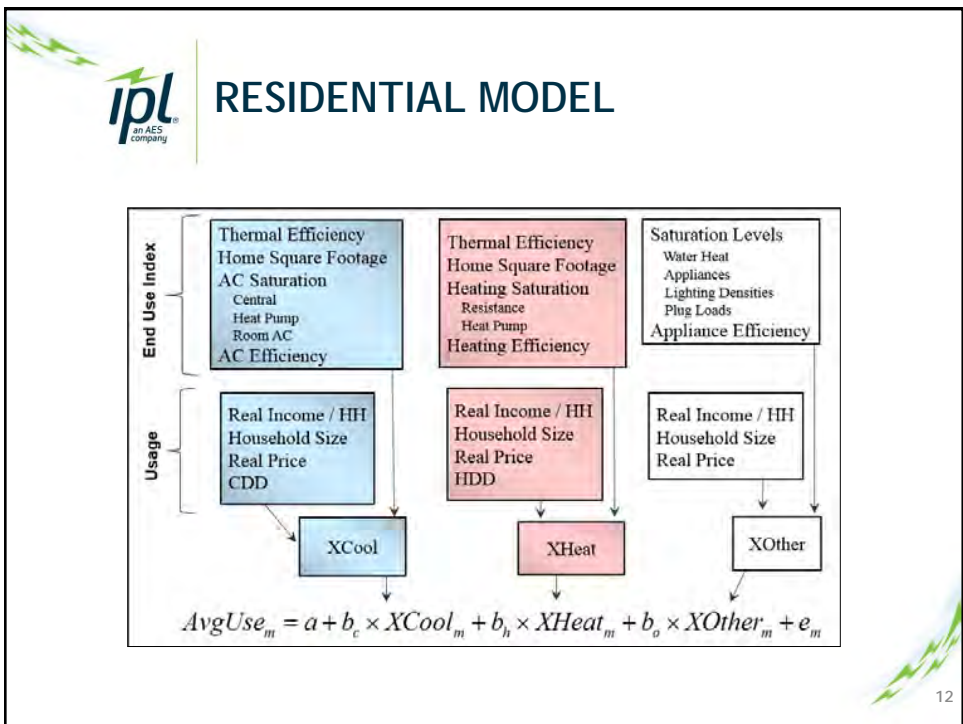 ipl
an AES
company
RESIDENTIAL MODEL
End Use Index
Thermal Efficiency
Home Square Footage
AC Saturation
Central
Heat Pump
Room AC
AC Efficiency
Thermal Efficiency
Home Square Footage
Heating Saturation
Resistance
Heat Pump
Heating Efficiency
Saturation Levels
Water Heat
Appliances
Lighting Densities
Plug Loads
Appliance Efficiency
Usage
Real Income / HH
Household Size
Real Price
CDD
Real Income / HH
Household Size
Real Price
HDD
Real Income / HH
Household Size
Real Price
XCool
XHeat
XOther
AvgUse_m = a + b_c × XCool_m + b_h × XHeat_m + b_o × XOther_m + e_m
12